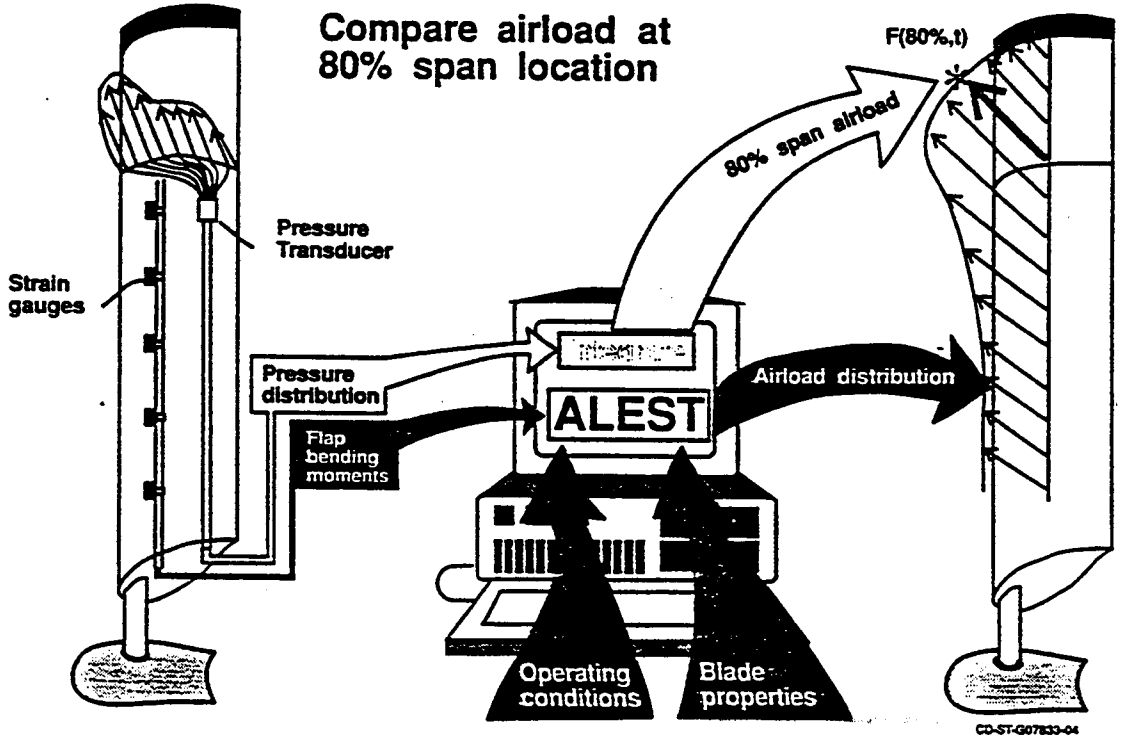 Compare airload at
80% span location
F(80%,t)
80% span airload
Pressure
Transducer
Strain
gauges
Pressure
distribution
Flap
bending
moments
ALEST
Airload distribution
Operating
conditions
Blade
properties
CD-ST-G07833-04